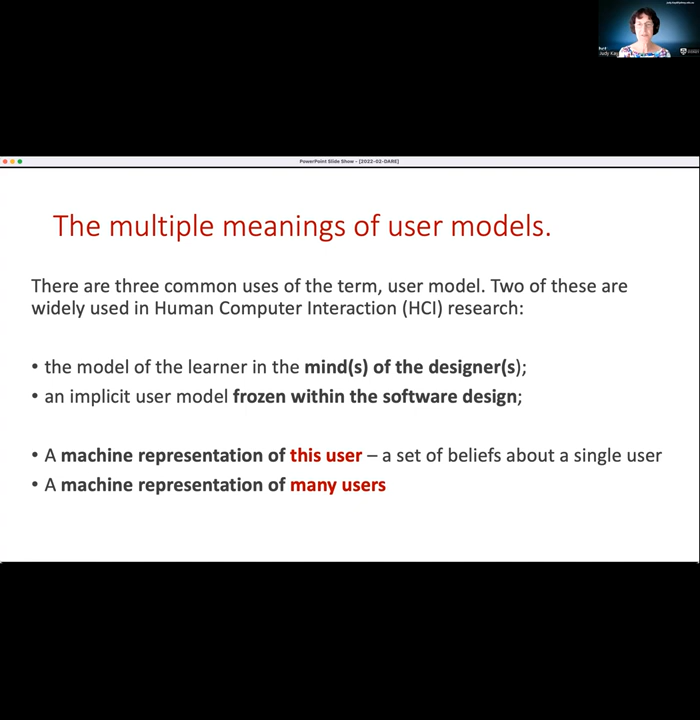 PowerPoint Slide Show - [2022-02-DARE]
The multiple meanings of user models.
There are three common uses of the term, user model. Two of these are
widely used in Human Computer Interaction (HCI) research:
• the model of the learner in the mind(s) of the designer(s);
• an implicit user model frozen within the software design;
• A machine representation of this user – a set of beliefs about a single user
• A machine representation of many users